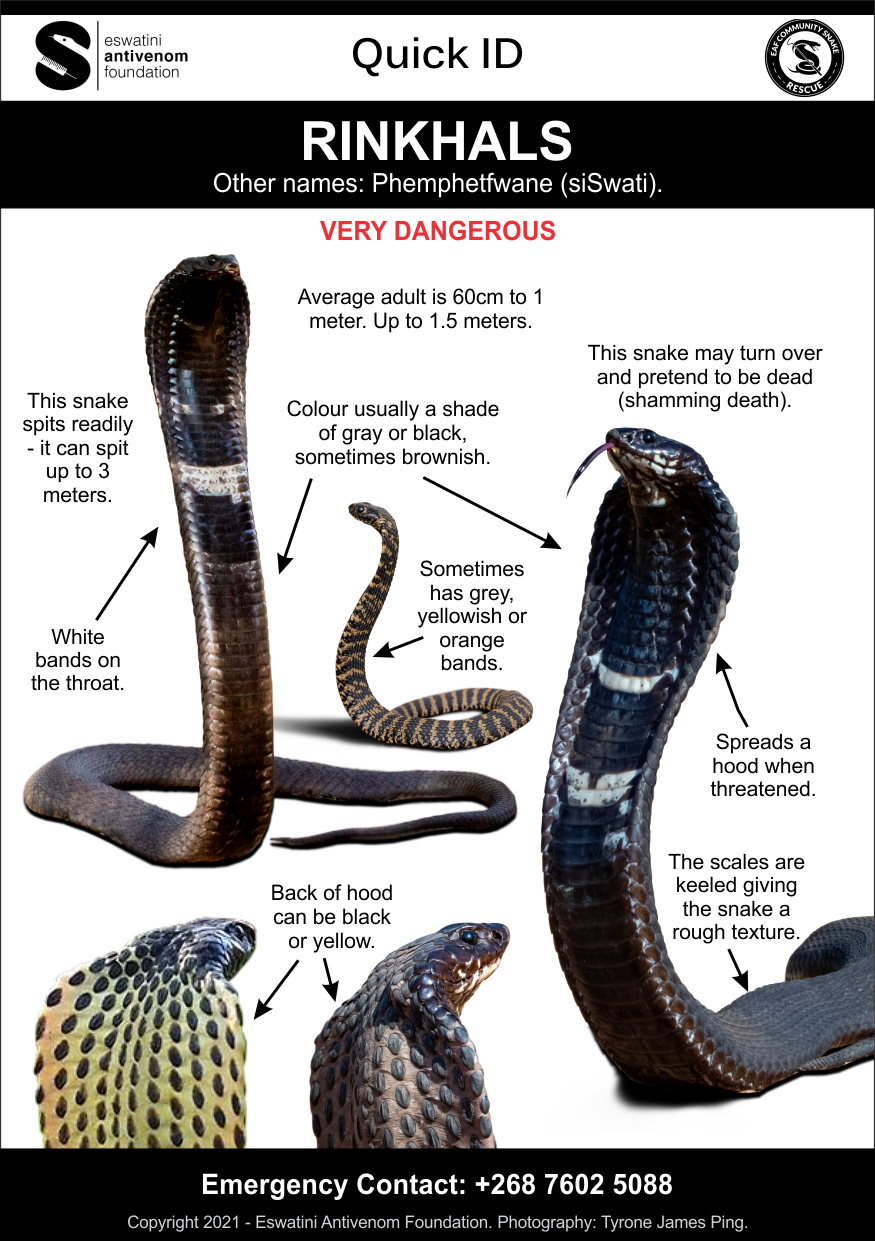 eswatini
antivenom
foundation
Quick ID
EAF COMMUNITY SNAKE
RESCUE
RINKHALS
Other names: Phemphetfwane (siSwati).
VERY DANGEROUS
Average adult is 60cm to 1
meter. Up to 1.5 meters.
This snake may turn over
and pretend to be dead
(shamming death).
This snake
spits readily
- it can spit
up to 3
meters.
Colour usually a shade
of gray or black,
sometimes brownish.
Sometimes
has grey,
yellowish or
orange
bands.
White
bands on
the throat.
Spreads a
hood when
threatened.
The scales are
keeled giving
the snake a
rough texture.
Back of hood
can be black
or yellow.
Emergency Contact: +268 7602 5088
Copyright 2021 - Eswatini Antivenom Foundation. Photography: Tyrone James Ping.